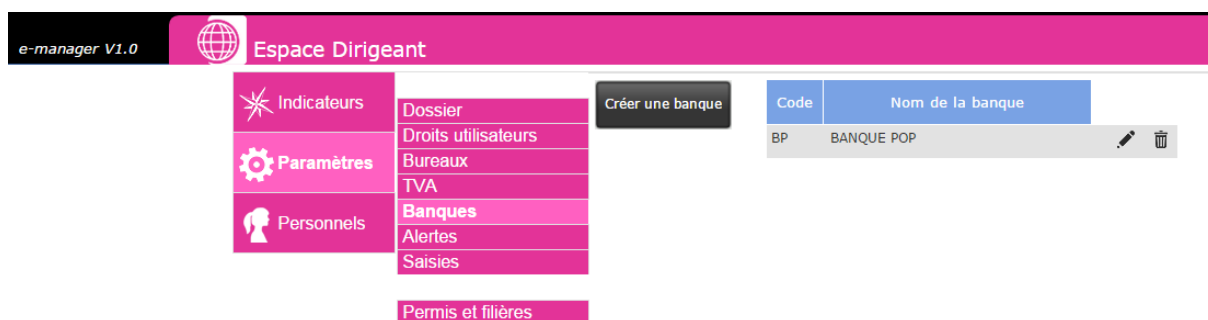 e-manager V1.0
Espace Dirigeant
Indicateurs
Paramètres
Personnels
Dossier
Droits utilisateurs
Bureaux
TVA
Banques
Alertes
Saisies
Permis et filières
Créer une banque
Code Nom de la banque
BP BANQUE POP